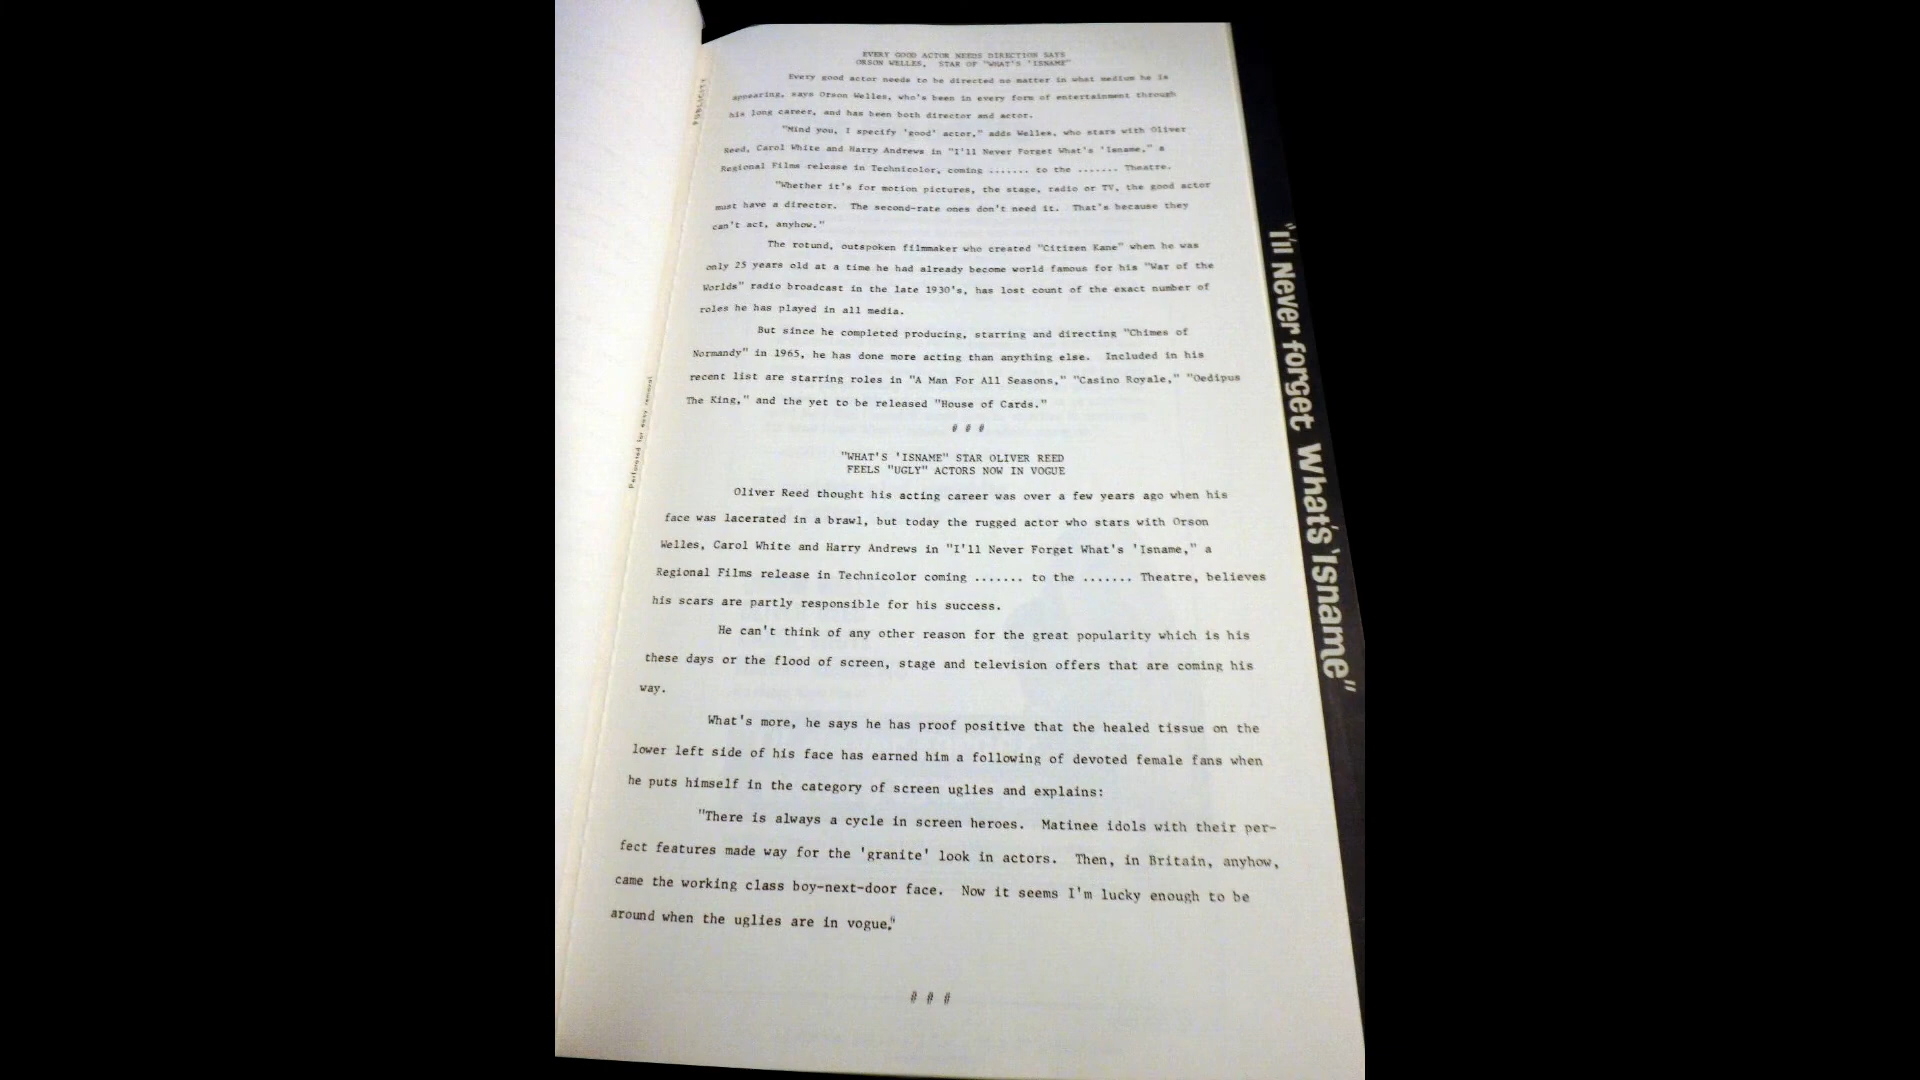 EVERY GOOD ACTOR NEEDS DIRECTION SAYS
ORSON WELLES, STAR OF "WHAT'S 'ISNAME"
Every good actor needs to be directed no matter in what medium he is
appearing, says Orson Welles, who's been in every form of entertainment through
his long career, and has been both director and actor.
"Mind you, I specify 'good' actor," adds Welles, who stars with Oliver
Reed, Carol White and Harry Andrews in "I'll Never Forget What's 'Isname," a
Regional Films release in Technicolor, coming ....... to the ....... Theatre.
"Whether it's for motion pictures, the stage, radio or TV, the good actor
must have a director. The second-rate ones don't need it. That's because they
can't act, anyhow."
The rotund, outspoken filmmaker who created "Citizen Kane" when he was
only 25 years old at a time he had already become world famous for his "War of the
Worlds" radio broadcast in the late 1930's, has lost count of the exact number of
roles he has played in all media.
But since he completed producing, starring and directing "Chimes of
Normandy" in 1965, he has done more acting than anything else. Included in his
recent list are starring roles in "A Man For All Seasons," "Casino Royale," "Oedipus
The King," and the yet to be released "House of Cards."
# # #
"WHAT'S 'ISNAME" STAR OLIVER REED
FEELS "UGLY" ACTORS NOW IN VOGUE
Oliver Reed thought his acting career was over a few years ago when his
face was lacerated in a brawl, but today the rugged actor who stars with Orson
Welles, Carol White and Harry Andrews in "I'll Never Forget What's 'Isname," a
Regional Films release in Technicolor coming ....... to the ....... Theatre, believes
his scars are partly responsible for his success.
He can't think of any other reason for the great popularity which is his
these days or the flood of screen, stage and television offers that are coming his
way.
What's more, he says he has proof positive that the healed tissue on the
lower left side of his face has earned him a following of devoted female fans when
he puts himself in the category of screen uglies and explains:
"There is always a cycle in screen heroes. Matinee idols with their per-
fect features made way for the 'granite' look in actors. Then, in Britain, anyhow,
came the working class boy-next-door face. Now it seems I'm lucky enough to be
around when the uglies are in vogue."
# # #
PUBLICITY
Perforated for easy removal
"I'll Never forget What's 'Isname"